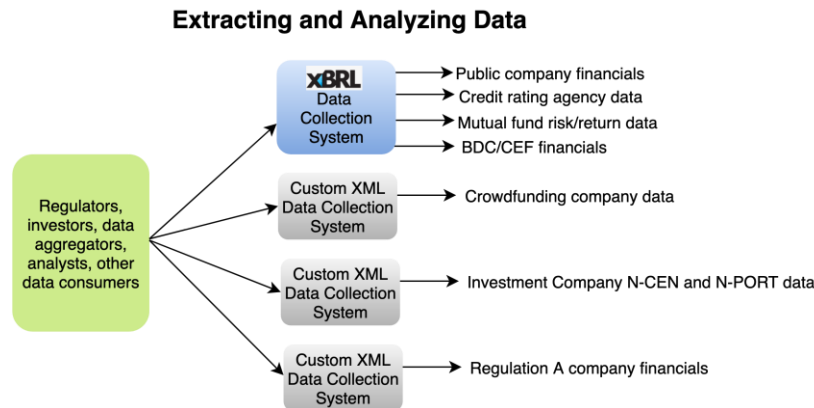 Extracting and Analyzing Data
XBRL
Data
Collection
System
Public company financials
Credit rating agency data
Mutual fund risk/return data
BDC/CEF financials
Regulators,
investors, data
aggregators,
analysts, other
data consumers
Custom XML
Data Collection
System
Crowdfunding company data
Custom XML
Data Collection
System
Investment Company N-CEN and N-PORT data
Custom XML
Data Collection
System
Regulation A company financials